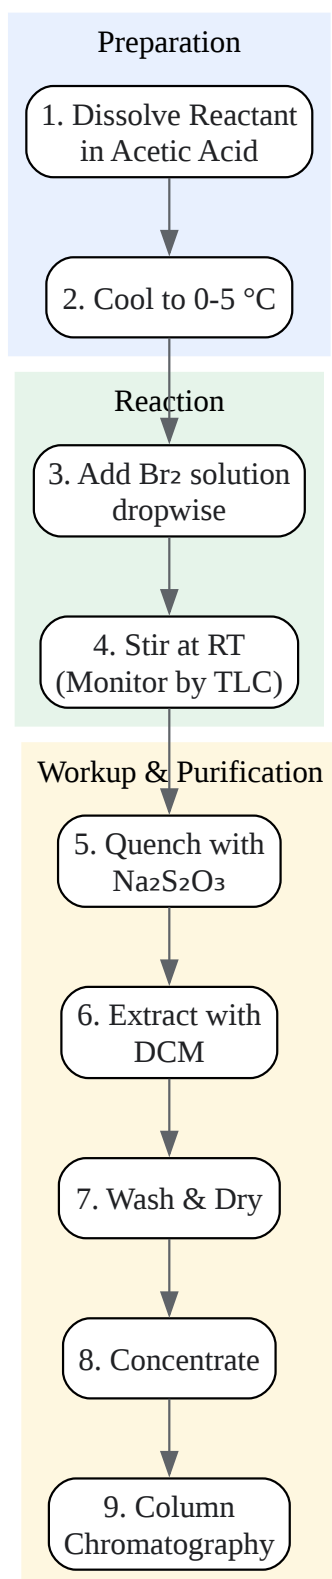 Preparation
1. Dissolve Reactant
in Acetic Acid
2. Cool to 0-5 °C
Reaction
3. Add Br₂ solution
dropwise
4. Stir at RT
(Monitor by TLC)
Workup & Purification
5. Quench with
Na₂S₂O₃
6. Extract with
DCM
7. Wash & Dry
8. Concentrate
9. Column
Chromatography